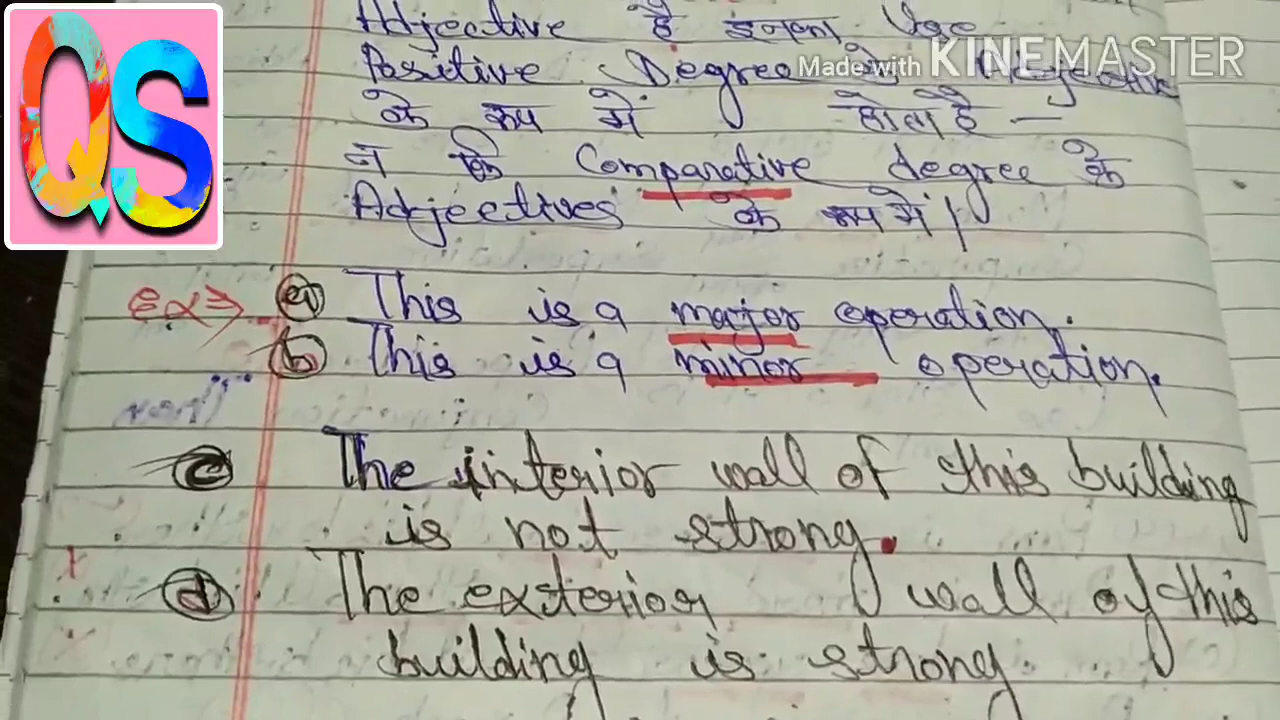 QS
Made with KINEMASTER
Adjective है इनका Use
Positive Degree के Adjective
के रूप में होता है —
न कि Comparative degree के
Adjectives के रूप में।
ex⇒ (a) This is a major operation.
(b) This is a minor operation.
(c) The interior wall of this building
is not strong.
(d) The exterior wall of this
building is strong.